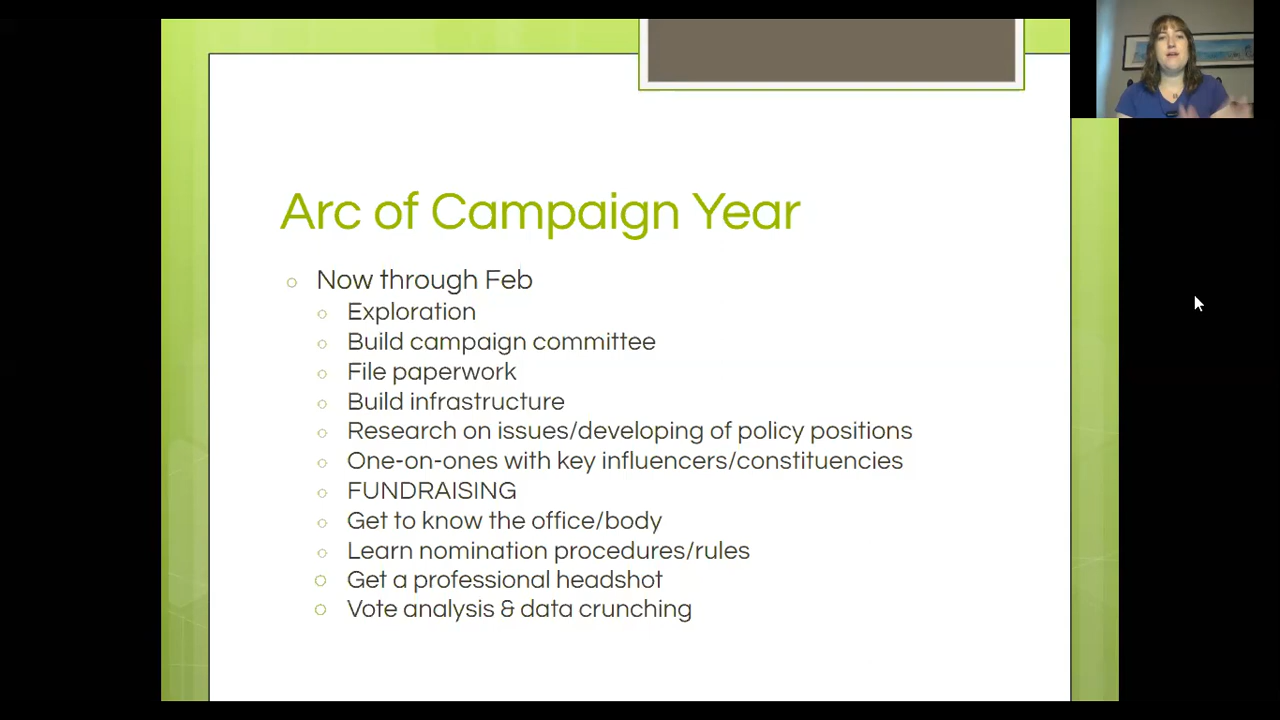 Arc of Campaign Year
Now through Feb
Exploration
Build campaign committee
File paperwork
Build infrastructure
Research on issues/developing of policy positions
One-on-ones with key influencers/constituencies
FUNDRAISING
Get to know the office/body
Learn nomination procedures/rules
Get a professional headshot
Vote analysis & data crunching